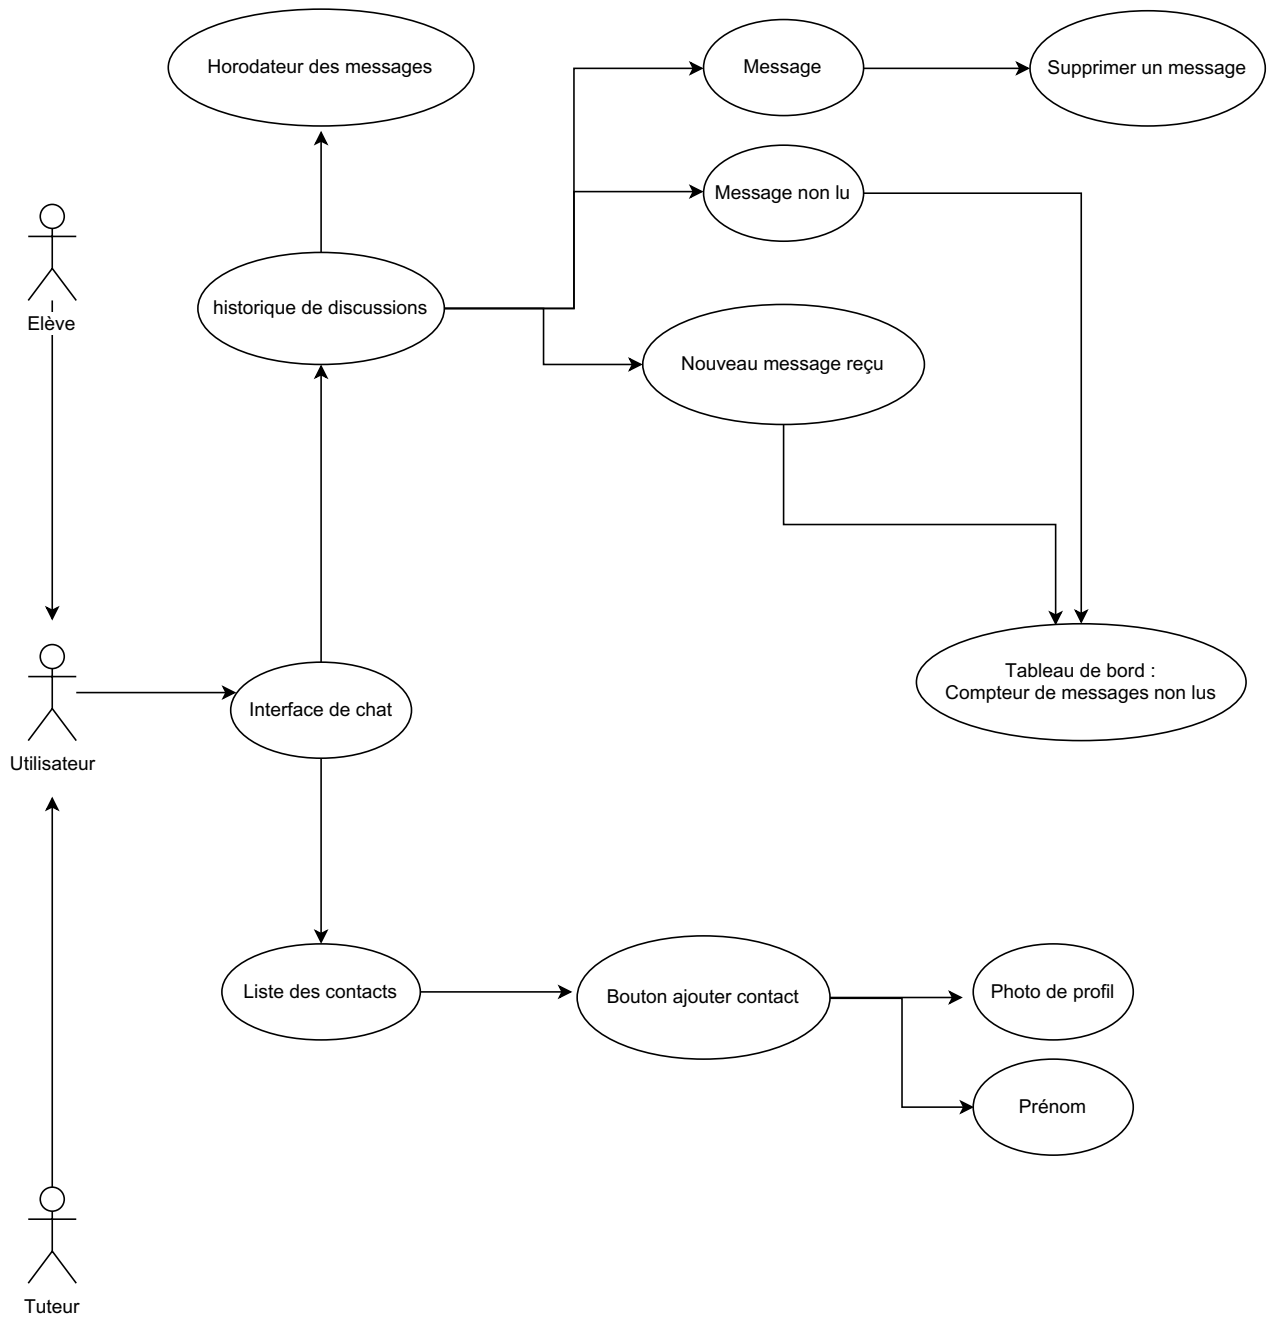 Horodateur des messages
Message
Supprimer un message
Message non lu
Elève
historique de discussions
Nouveau message reçu
Tableau de bord :
Compteur de messages non lus
Interface de chat
Utilisateur
Liste des contacts
Bouton ajouter contact
Photo de profil
Prénom
Tuteur